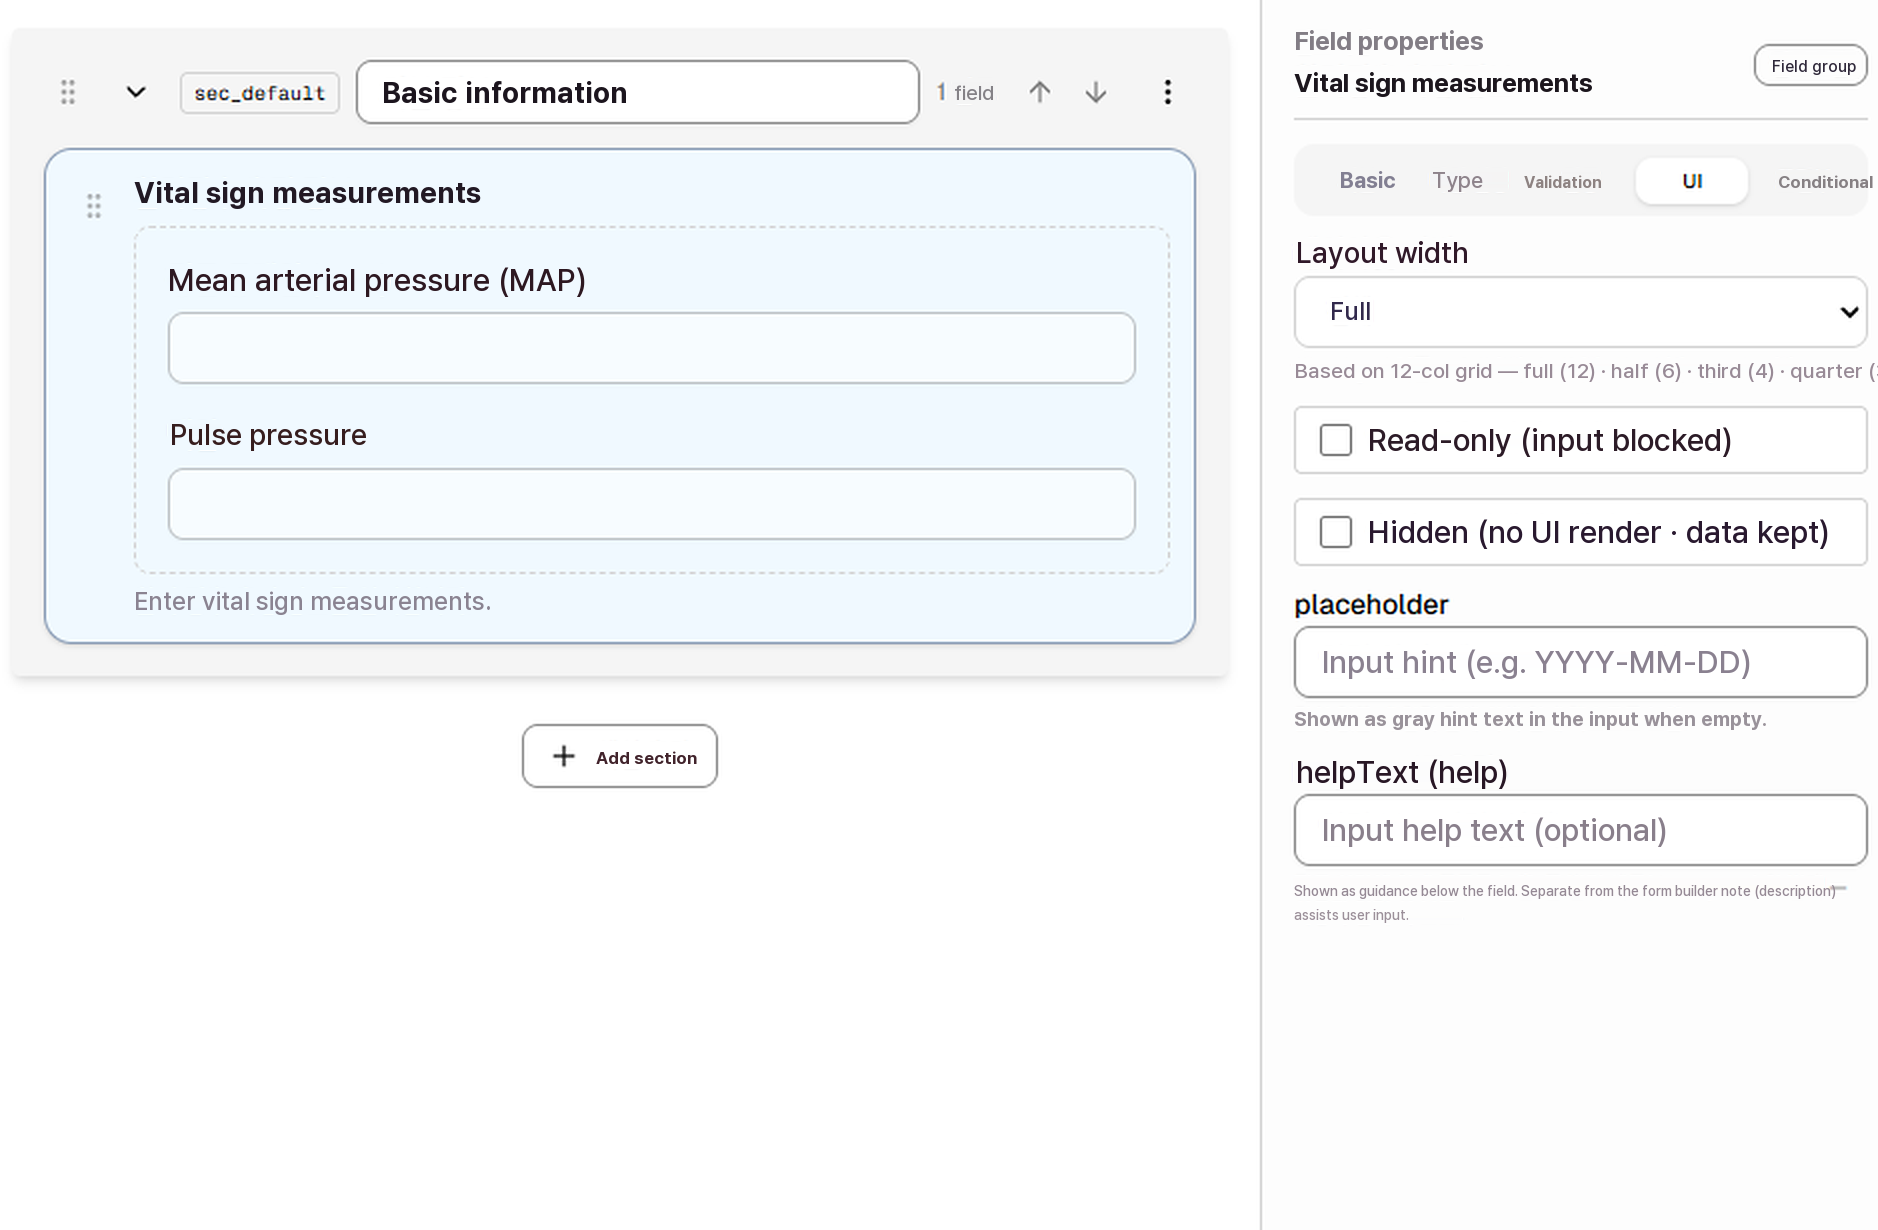 sec_default
Basic information
1 field
Vital sign measurements
Mean arterial pressure (MAP)
Pulse pressure
Enter vital sign measurements.
Add section
Field properties
Vital sign measurements
Field group
Basic Type Validation UI Conditional
Layout width
Full
Based on 12-col grid — full (12) · half (6) · third (4) · quarter (
Read-only (input blocked)
Hidden (no UI render · data kept)
placeholder
Input hint (e.g. YYYY-MM-DD)
Shown as gray hint text in the input when empty.
helpText (help)
Input help text (optional)
Shown as guidance below the field. Separate from the form builder note (description)
assists user input.